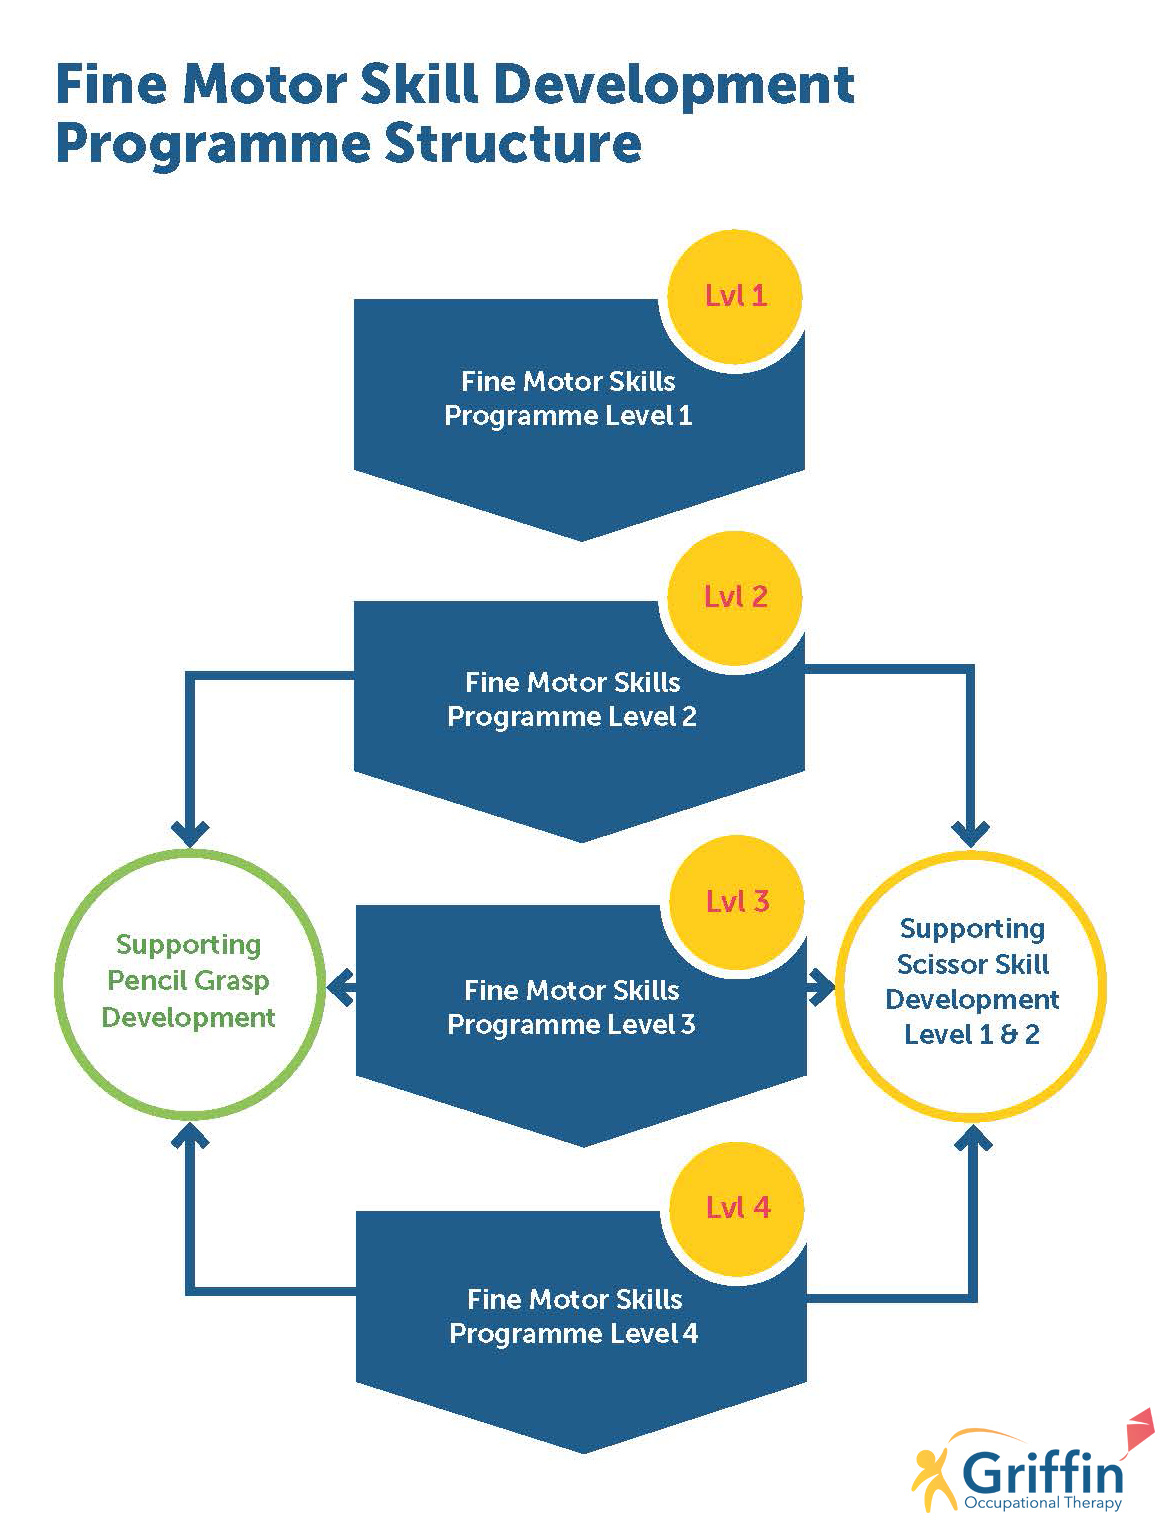 Fine Motor Skill Development
Programme Structure
Lvl 1
Fine Motor Skills
Programme Level 1
Lvl 2
Fine Motor Skills
Programme Level 2
Lvl 3
Fine Motor Skills
Programme Level 3
Supporting
Pencil Grasp
Development
Supporting
Scissor Skill
Development
Level 1 & 2
Lvl 4
Fine Motor Skills
Programme Level 4
Griffin
Occupational Therapy